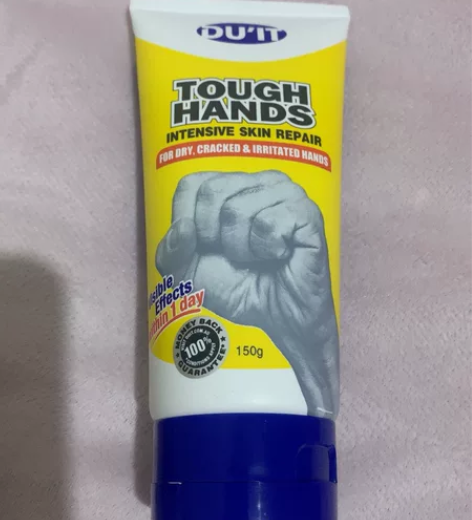 DU'IT
TOUGH
HANDS
INTENSIVE SKIN REPAIR
FOR DRY, CRACKED & IRRITATED HANDS
Effects
1 day
MONEY BACK
100%
GUARANTEE
150g